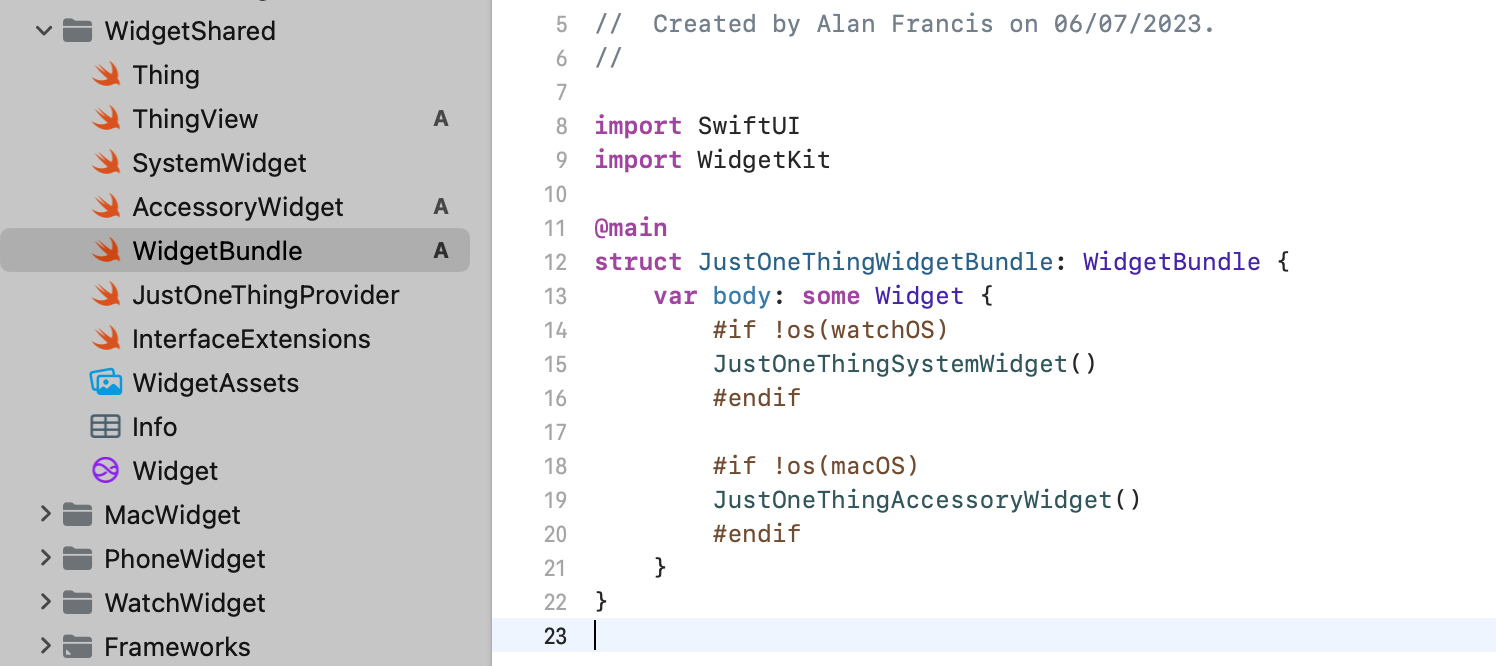 WidgetShared
Thing
ThingView A
SystemWidget
AccessoryWidget A
WidgetBundle A
JustOneThingProvider
InterfaceExtensions
WidgetAssets
Info
Widget
MacWidget
PhoneWidget
WatchWidget
Frameworks
5 //  Created by Alan Francis on 06/07/2023.
6 //
7
8 import SwiftUI
9 import WidgetKit
10
11 @main
12 struct JustOneThingWidgetBundle: WidgetBundle {
13     var body: some Widget {
14         #if !os(watchOS)
15         JustOneThingSystemWidget()
16         #endif
17
18         #if !os(macOS)
19         JustOneThingAccessoryWidget()
20         #endif
21     }
22 }
23